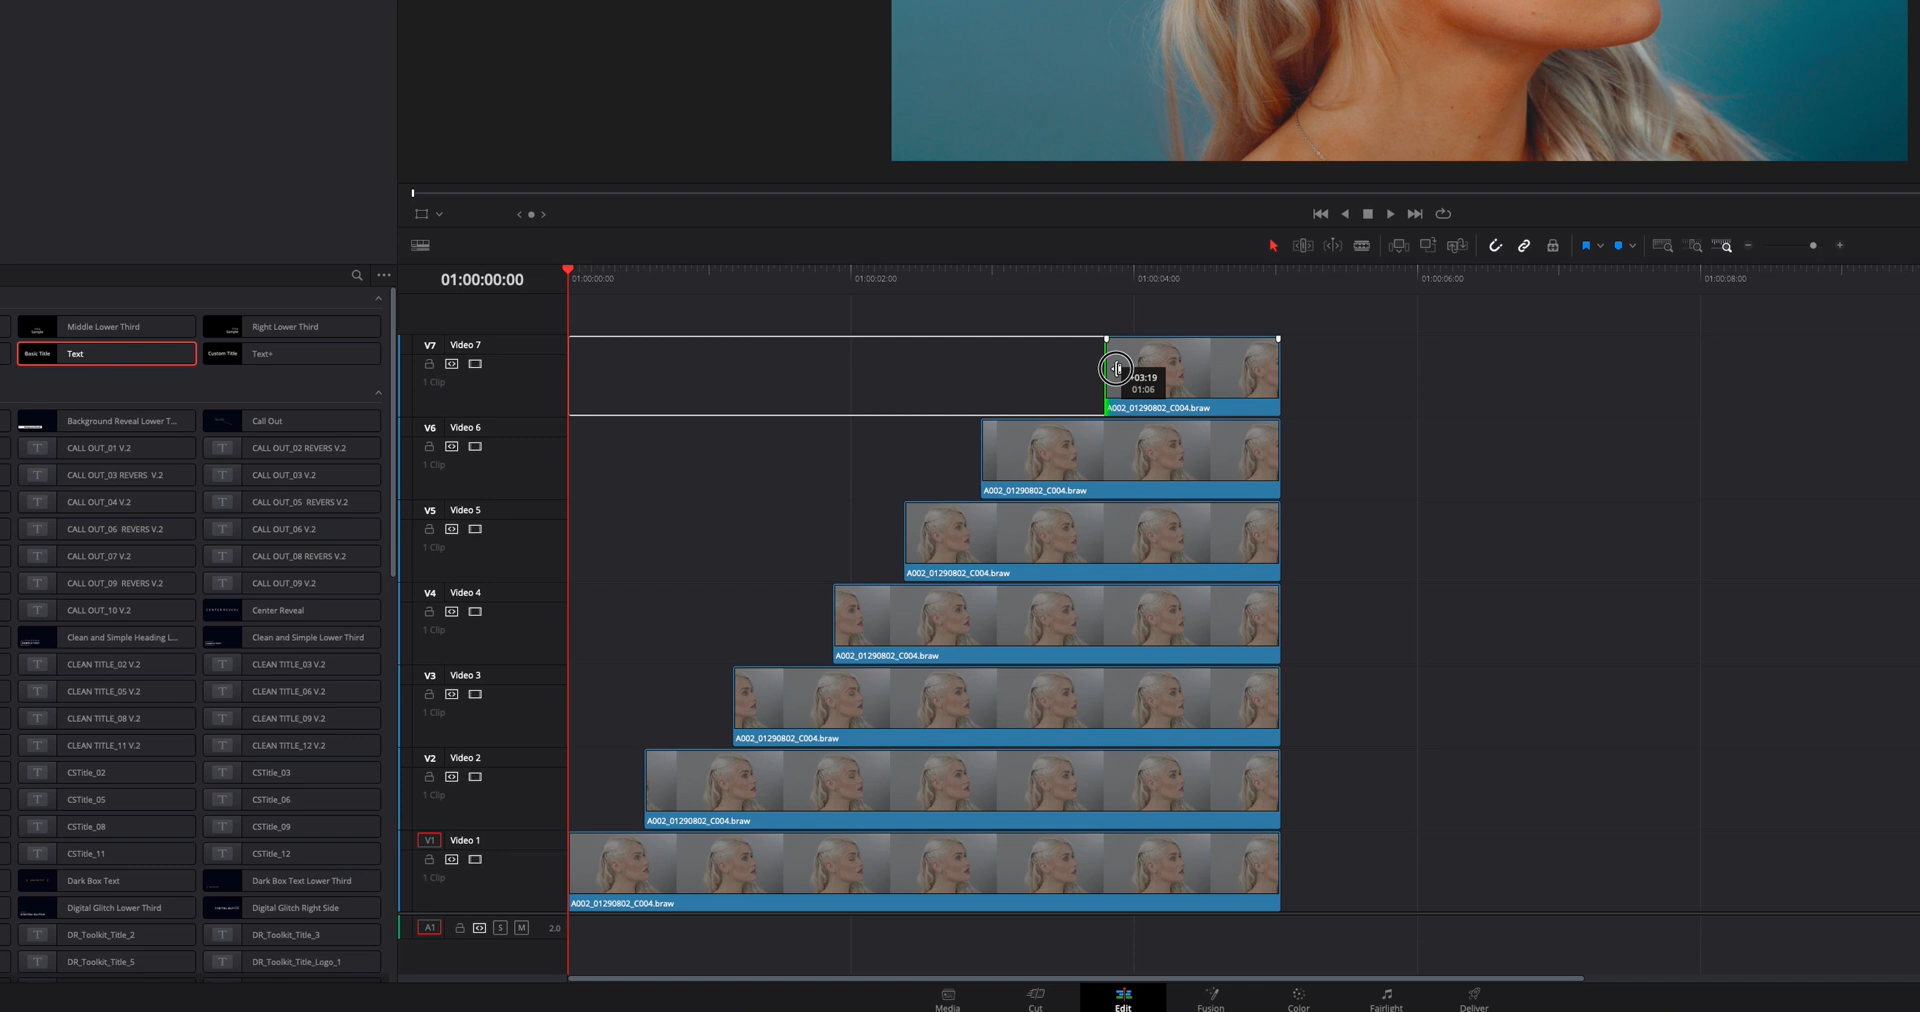 01:00:00:00
01:00:00:00
01:00:02:00
01:00:04:00
01:00:06:00
01:00:08:00
Middle Lower Third
Right Lower Third
Basic Title
Text
Custom Title
Text+
Background Reveal Lower T...
Call Out
CALL OUT_01 V.2
CALL OUT_02 REVERS V.2
CALL OUT_03 REVERS V.2
CALL OUT_03 V.2
CALL OUT_04 V.2
CALL OUT_05 REVERS V.2
CALL OUT_06 REVERS V.2
CALL OUT_06 V.2
CALL OUT_07 V.2
CALL OUT_08 REVERS V.2
CALL OUT_09 REVERS V.2
CALL OUT_09 V.2
CALL OUT_10 V.2
Center Reveal
Clean and Simple Heading L...
Clean and Simple Lower Third
CLEAN TITLE_02 V.2
CLEAN TITLE_03 V.2
CLEAN TITLE_05 V.2
CLEAN TITLE_06 V.2
CLEAN TITLE_08 V.2
CLEAN TITLE_09 V.2
CLEAN TITLE_11 V.2
CLEAN TITLE_12 V.2
CSTitle_02
CSTitle_03
CSTitle_05
CSTitle_06
CSTitle_08
CSTitle_09
CSTitle_11
CSTitle_12
Dark Box Text
Dark Box Text Lower Third
Digital Glitch Lower Third
Digital Glitch Right Side
DR_Toolkit_Title_2
DR_Toolkit_Title_3
DR_Toolkit_Title_5
DR_Toolkit_Title_Logo_1
V7 Video 7
1 Clip
+03:19
01:06
A002_01290802_C004.braw
V6 Video 6
1 Clip
A002_01290802_C004.braw
V5 Video 5
1 Clip
A002_01290802_C004.braw
V4 Video 4
1 Clip
A002_01290802_C004.braw
V3 Video 3
1 Clip
A002_01290802_C004.braw
V2 Video 2
1 Clip
A002_01290802_C004.braw
V1 Video 1
1 Clip
A002_01290802_C004.braw
A1 S M 2.0
Media
Cut
Edit
Fusion
Color
Fairlight
Deliver